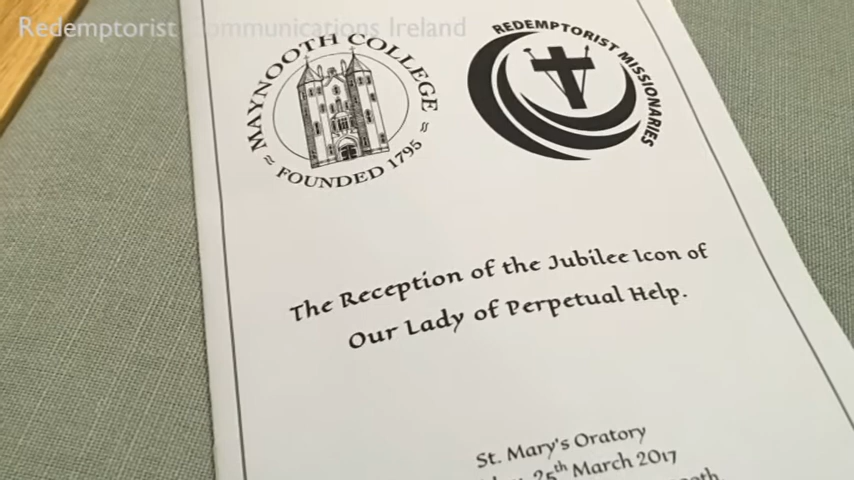 Redemptorist Communications Ireland
MAYNOOTH COLLEGE
FOUNDED 1795
REDEMPTORIST MISSIONARIES
The Reception of the Jubilee Icon of
Our Lady of Perpetual Help.
St. Mary's Oratory
25th March 2017